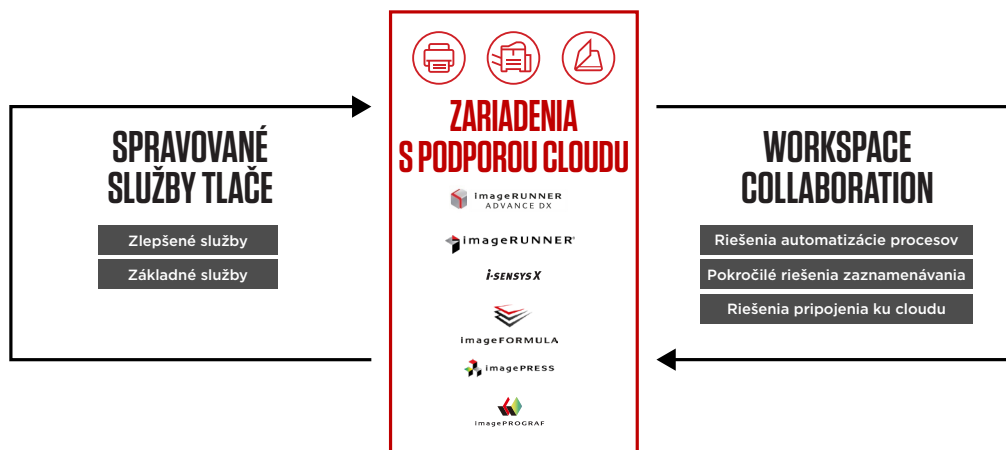 SPRAVOVANÉ
SLUŽBY TLAČE
Zlepšené služby
Základné služby
ZARIADENIA
S PODPOROU CLOUDU
imageRUNNER
ADVANCE DX
imageRUNNER®
i-SENSYS X
imageFORMULA
imagePRESS
imagePROGRAF
WORKSPACE
COLLABORATION
Riešenia automatizácie procesov
Pokročilé riešenia zaznamenávania
Riešenia pripojenia ku cloudu